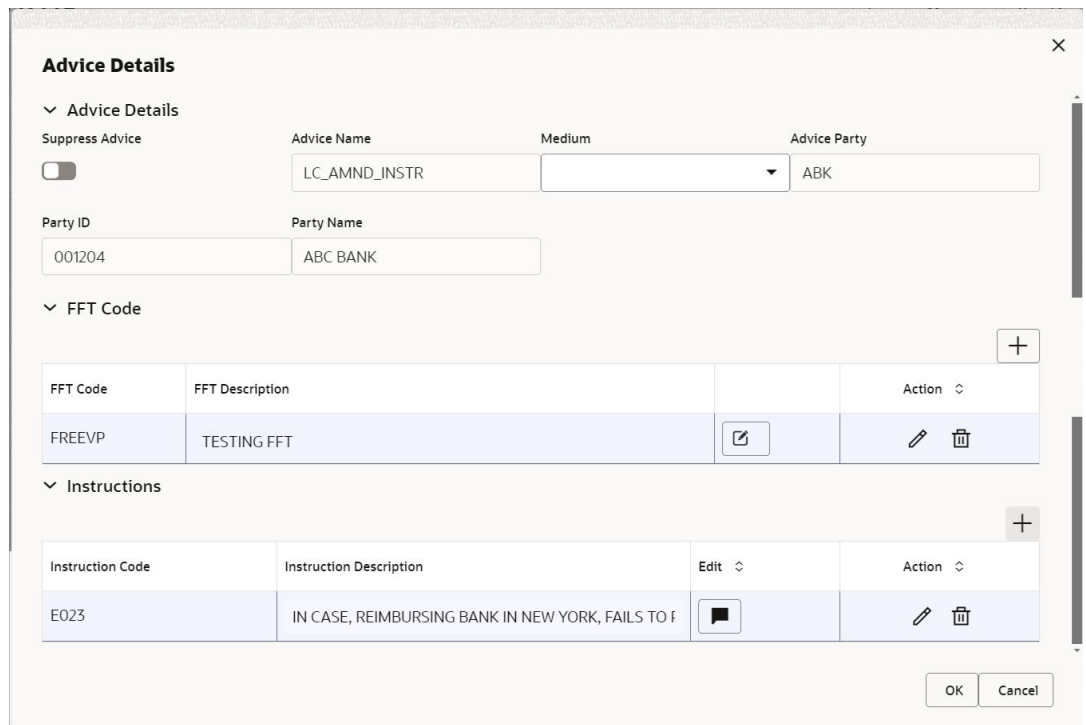 Advice Details
Advice Details
Suppress Advice Advice Name Medium Advice Party
LC_AMND_INSTR ABK
Party ID Party Name
001204 ABC BANK
FFT Code
FFT Code FFT Description Action
FREEVP TESTING FFT
Instructions
Instruction Code Instruction Description Edit Action
E023 IN CASE, REIMBURSING BANK IN NEW YORK, FAILS TO
OK Cancel